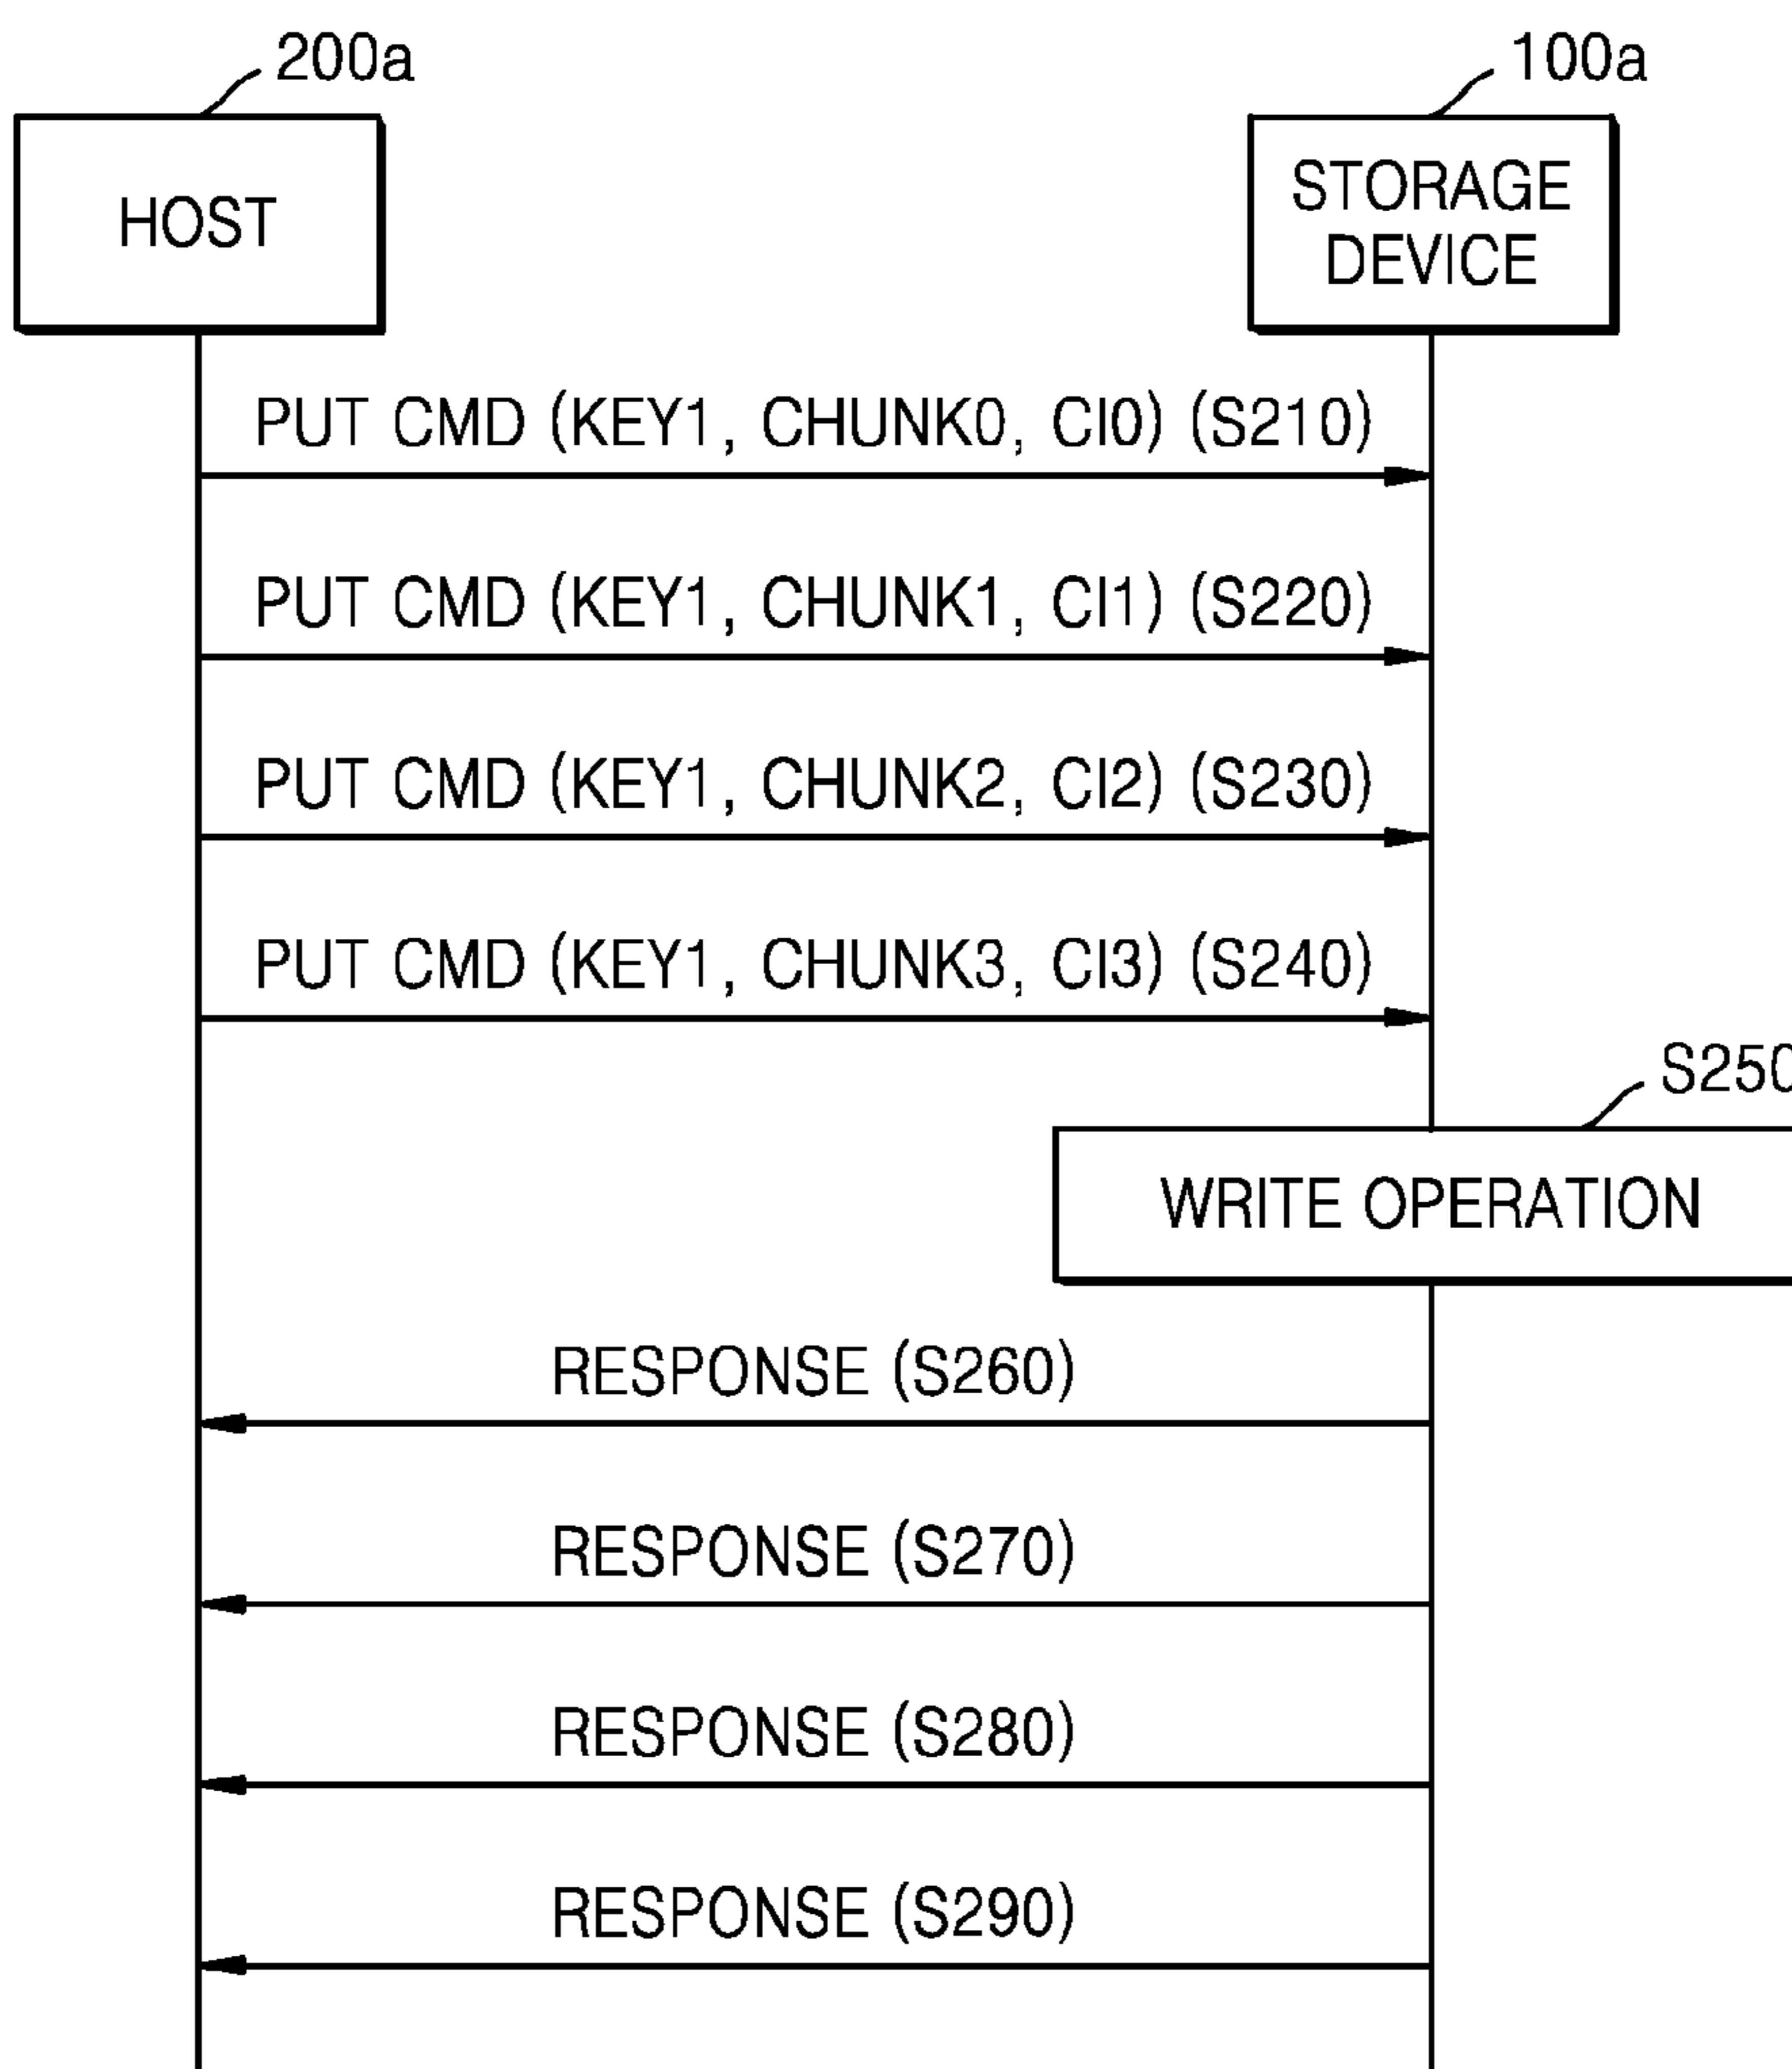 200a
100a
HOST
STORAGE
DEVICE
PUT CMD (KEY1, CHUNK0, CI0) (S210)
PUT CMD (KEY1, CHUNK1, CI1) (S220)
PUT CMD (KEY1, CHUNK2, CI2) (S230)
PUT CMD (KEY1, CHUNK3, CI3) (S240)
S250
WRITE OPERATION
RESPONSE (S260)
RESPONSE (S270)
RESPONSE (S280)
RESPONSE (S290)